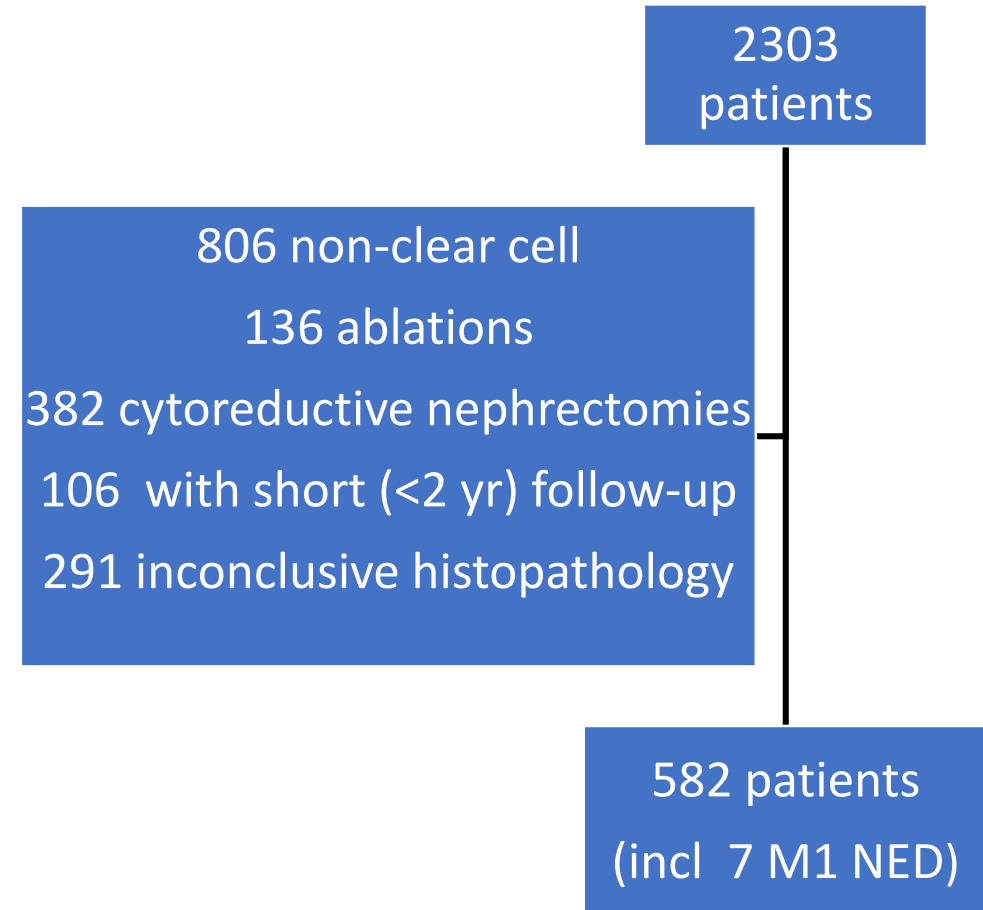 2303
patients
806 non-clear cell
136 ablations
382 cytoreductive nephrectomies
106  with short (<2 yr) follow-up
291 inconclusive histopathology
582 patients
(incl  7 M1 NED)